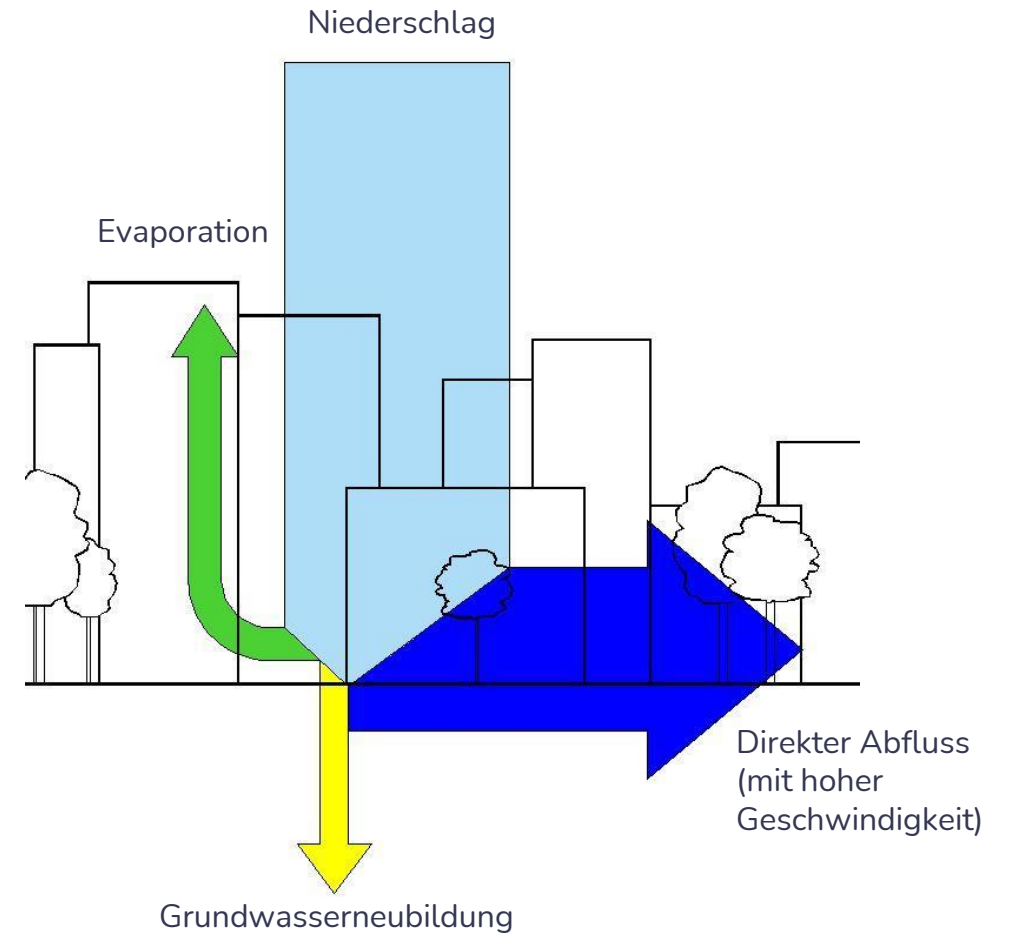 Niederschlag
Evaporation
Direkter Abfluss
(mit hoher
Geschwindigkeit)
Grundwasserneubildung